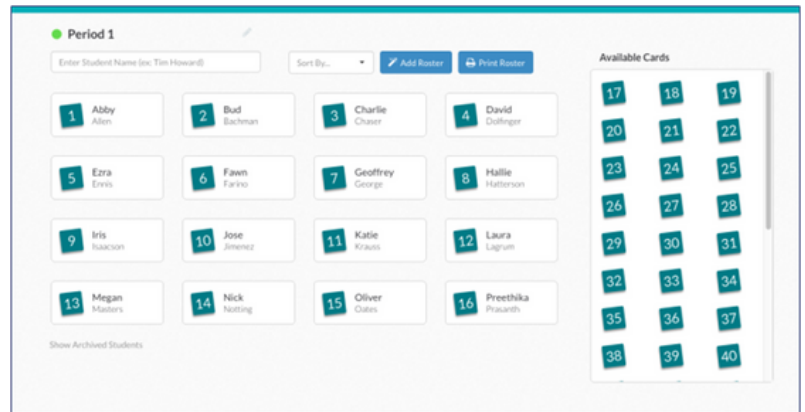 Period 1
Enter Student Name (ex: Tim Howard)
Sort By...
Add Roster
Print Roster
1 Abby Allen
2 Bud Bachman
3 Charlie Chaser
4 David Dolfinger
5 Ezra Ennis
6 Fawn Farino
7 Geoffrey George
8 Hallie Hatterson
9 Iris Isaacson
10 Jose Jimenez
11 Katie Krauss
12 Laura Lagrum
13 Megan Masters
14 Nick Notting
15 Oliver Oates
16 Preethika Prasanth
Show Archived Students
Available Cards
17 18 19
20 21 22
23 24 25
26 27 28
29 30 31
32 33 34
35 36 37
38 39 40